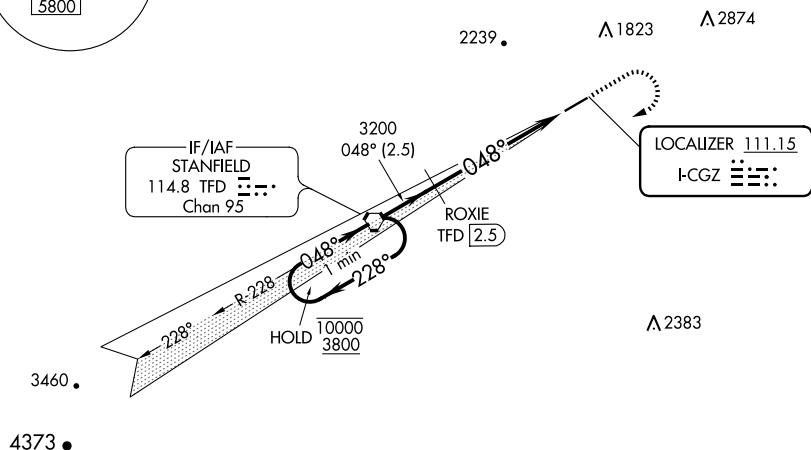 5800
2239
1823
2874
3200
048° (2.5)
IF/IAF
STANFIELD
114.8 TFD
Chan 95
LOCALIZER 111.15
I-CGZ
048°
ROXIE
TFD 2.5
048°
1 min
228°
R-228
228°
HOLD
10000
3800
2383
3460
4373